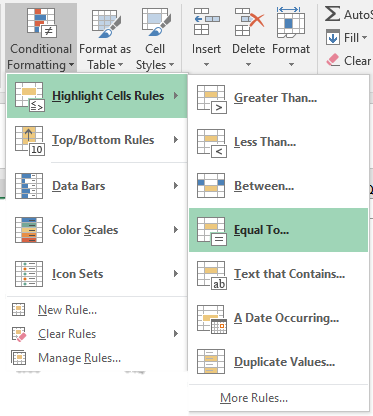 Conditional Formatting
Format as Table
Cell Styles
Insert
Delete
Format
AutoS
Fill
Clear
Highlight Cells Rules
Top/Bottom Rules
Data Bars
Color Scales
Icon Sets
New Rule...
Clear Rules
Manage Rules...
Greater Than...
Less Than...
Between...
Equal To...
Text that Contains...
A Date Occurring...
Duplicate Values...
More Rules...